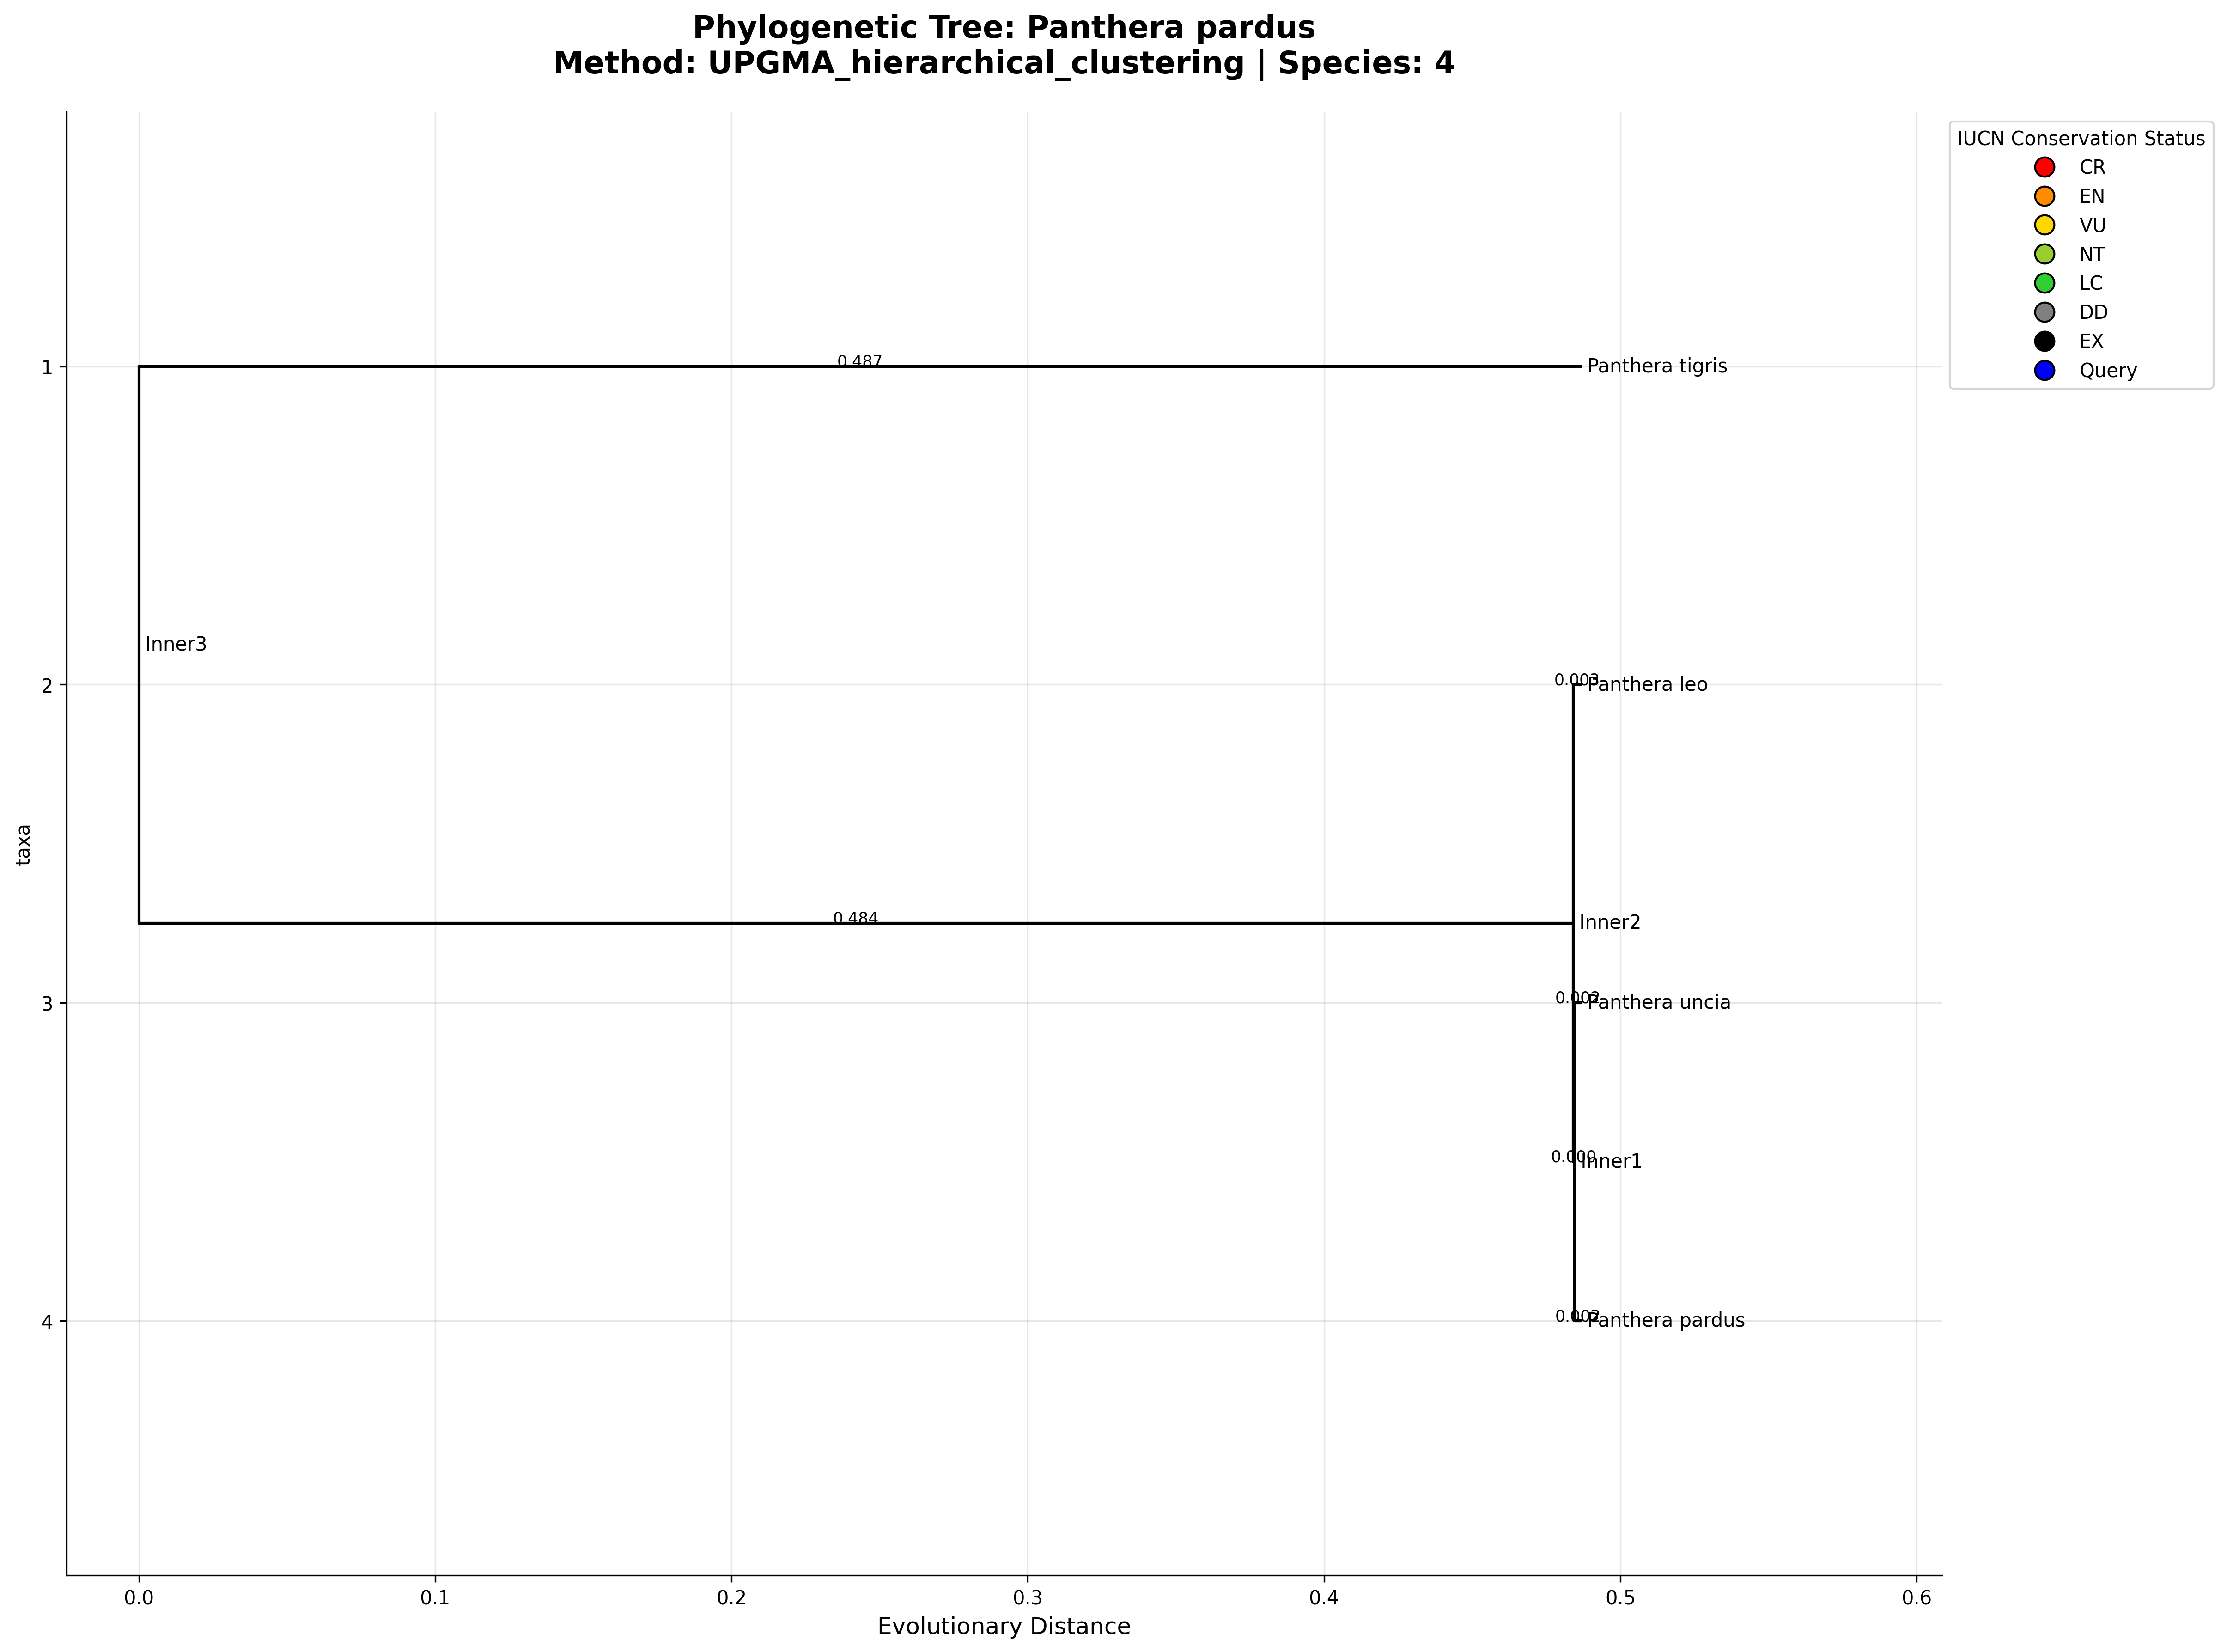 Phylogenetic Tree: Panthera pardus
Method: UPGMA_hierarchical_clustering | Species: 4
IUCN Conservation Status
CR
EN
VU
NT
LC
DD
EX
Query
1
0.487
Panthera tigris
Inner3
2
0.003
Panthera leo
taxa
0.484
Inner2
3
0.002
Panthera uncia
0.000
Inner1
4
0.002
Panthera pardus
0.0 0.1 0.2 0.3 0.4 0.5 0.6
Evolutionary Distance